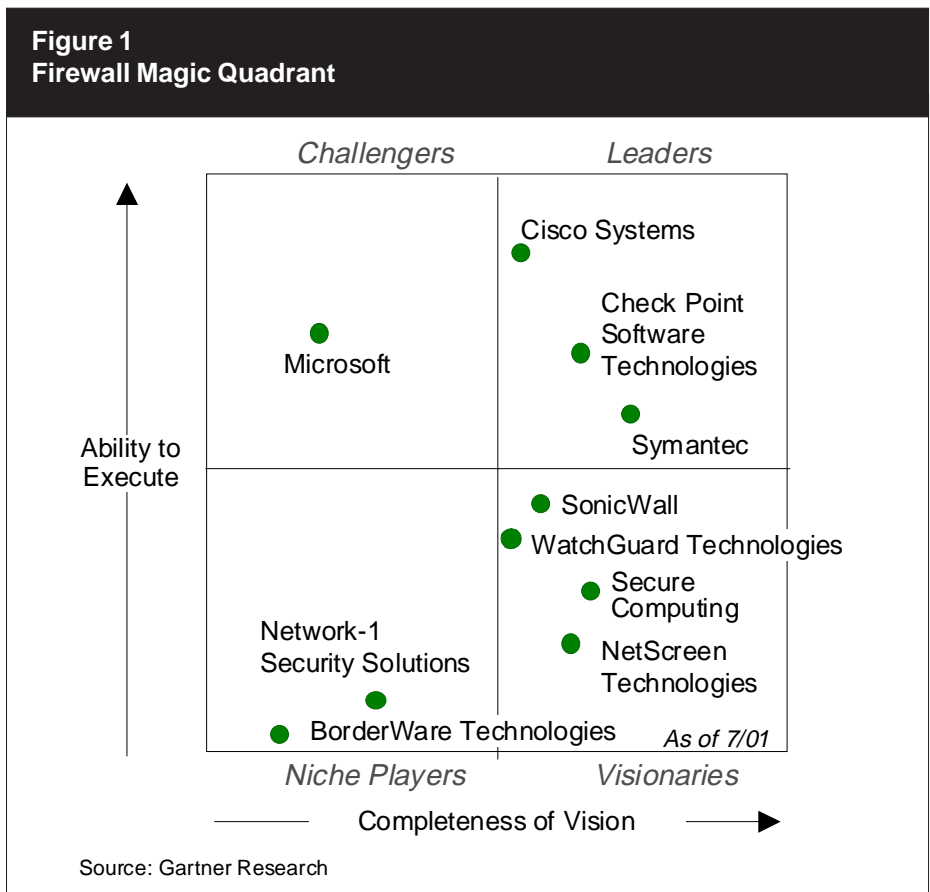 Figure 1
Firewall Magic Quadrant
Challengers
Leaders
Cisco Systems
Check Point
Software
Technologies
Microsoft
Symantec
Ability to
Execute
SonicWall
WatchGuard Technologies
Secure
Computing
Network-1
Security Solutions
NetScreen
Technologies
BorderWare Technologies
As of 7/01
Niche Players
Visionaries
Completeness of Vision
Source: Gartner Research